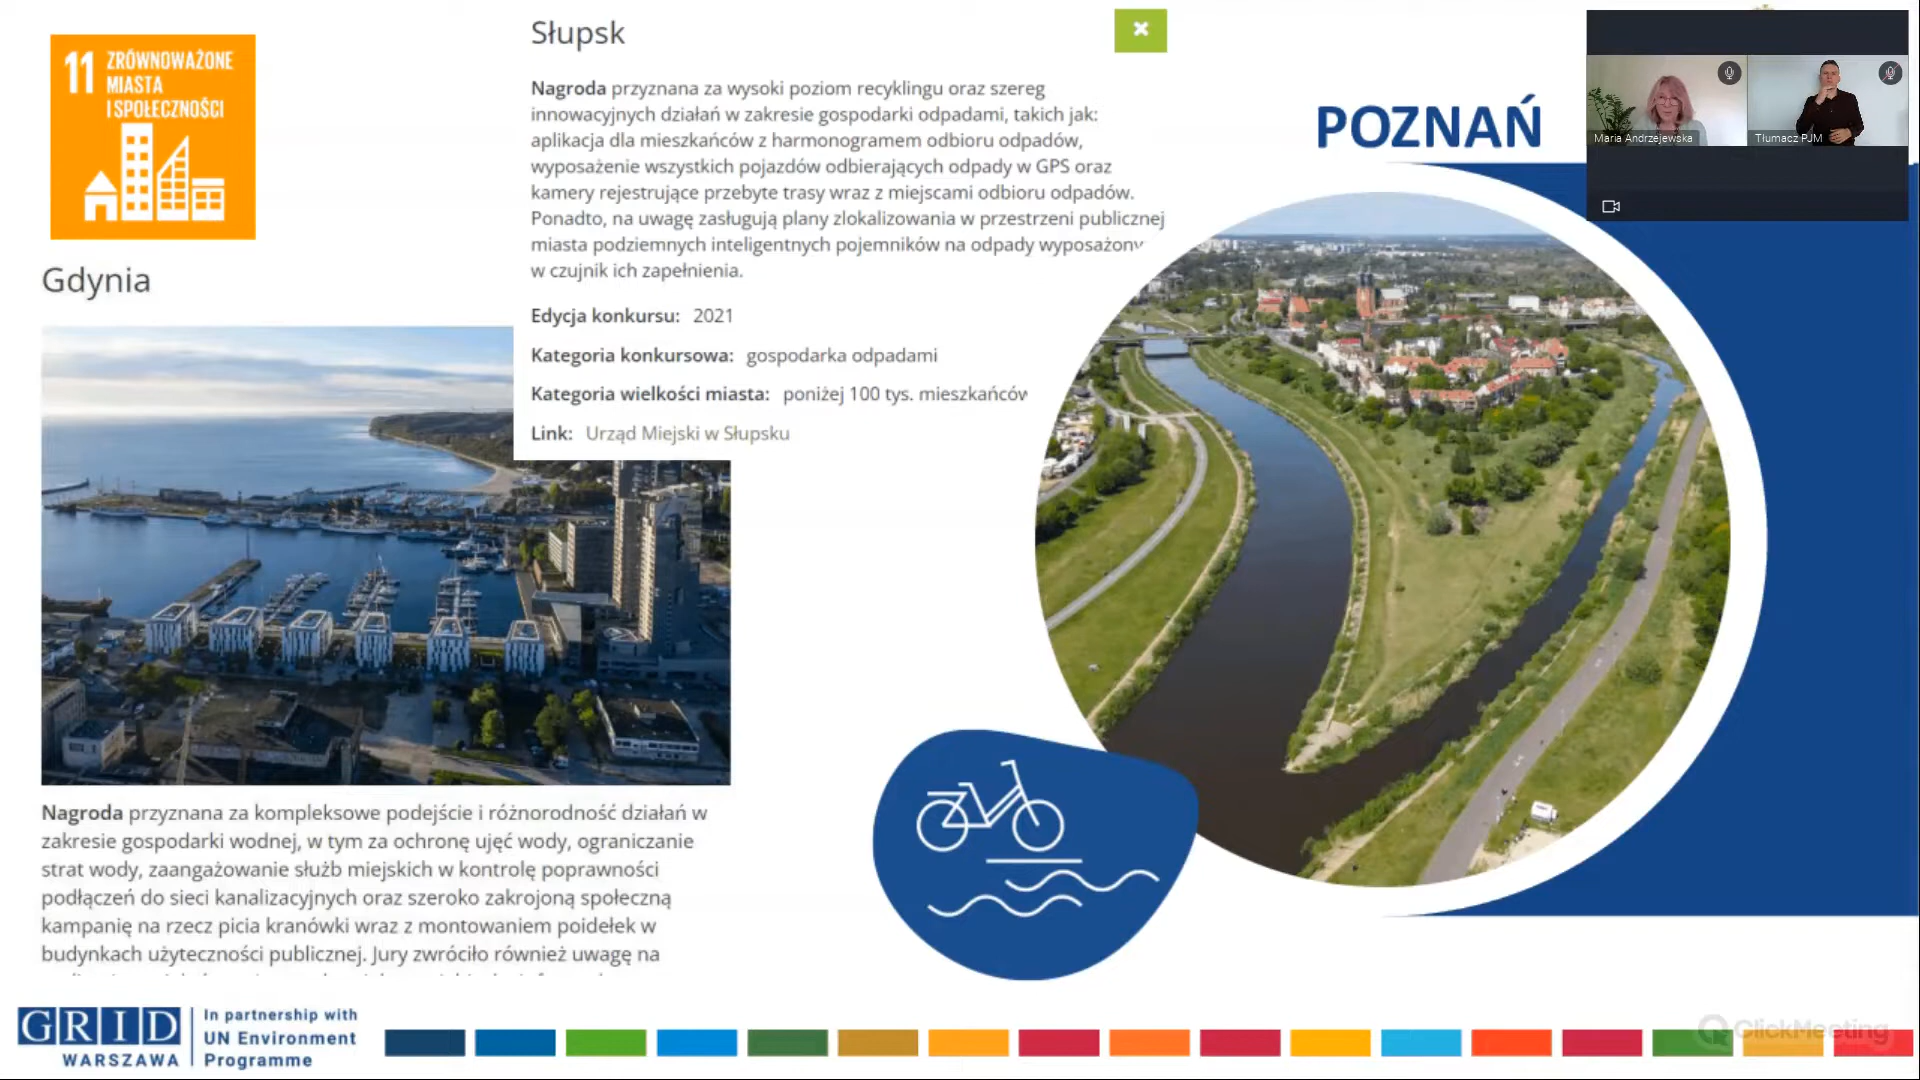 11 ZRÓWNOWAŻONE
MIASTA
I SPOŁECZNOŚCI
Słupsk
Nagroda przyznana za wysoki poziom recyklingu oraz szereg
innowacyjnych działań w zakresie gospodarki odpadami, takich jak:
aplikacja dla mieszkańców z harmonogramem odbioru odpadów,
wyposażenie wszystkich pojazdów odbierających odpady w GPS oraz
kamery rejestrujące przebyte trasy wraz z miejscami odbioru odpadów.
Ponadto, na uwagę zasługują plany zlokalizowania w przestrzeni publicznej
miasta podziemnych inteligentnych pojemników na odpady
w czujnik ich zapełnienia.
Edycja konkursu: 2021
Kategoria konkursowa: gospodarka odpadami
Kategoria wielkości miasta: poniżej 100 tys. mieszkańców
Link: Urząd Miejski w Słupsku
POZNAŃ
Maria Andrzejewska
Tłumacz PJM
Gdynia
Nagroda przyznana za kompleksowe podejście i różnorodność działań w
zakresie gospodarki wodnej, w tym za ochronę ujęć wody, ograniczanie
strat wody, zaangażowanie służb miejskich w kontrolę poprawności
podłączeń do sieci kanalizacyjnych oraz szeroko zakrojoną społeczną
kampanię na rzecz picia kranówki wraz z montowaniem poidełek w
budynkach użyteczności publicznej. Jury zwróciło również uwagę na
GRID
WARSZAWA
In partnership with
UN Environment
Programme
ClickMeeting